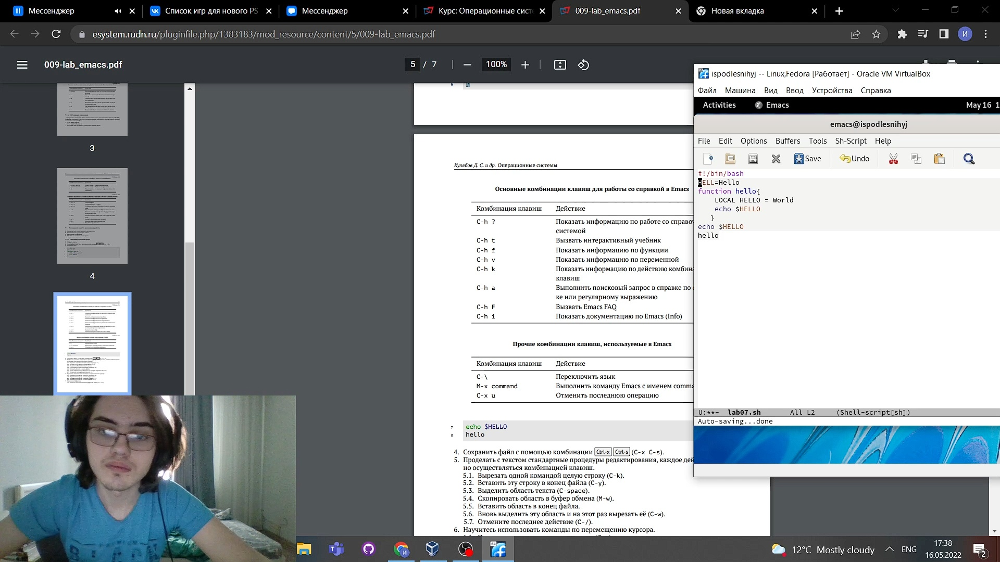 Мессенджер
Список игр для нового PS
Мессенджер
Курс: Операционные сист
009-lab_emacs.pdf
Новая вкладка
esystem.rudn.ru/pluginfile.php/1383183/mod_resource/content/5/009-lab_emacs.pdf
И
009-lab_emacs.pdf
5 / 7
100%
3
4
6 }
Кулябов Д. С. и др. Операционные системы
Основные комбинации клавиш для работы со справкой в Emacs
Комбинация клавиш Действие
C-h ? Показать информацию по работе со справо
системой
C-h t Вызвать интерактивный учебник
C-h f Показать информацию по функции
C-h v Показать информацию по переменной
C-h k Показать информацию по действию комбина
клавиш
C-h a Выполнить поисковый запрос в справке по
ке или регулярному выражению
C-h F Вызвать Emacs FAQ
C-h i Показать документацию по Emacs (Info)
Прочие комбинации клавиш, используемые в Emacs
Комбинация клавиш Действие
C-\ Переключить язык
M-x command Выполнить команду Emacs с именем comma
C-x u Отменить последнюю операцию
7 echo $HELLO
8 hello
4. Сохранить файл с помощью комбинации Ctrl-x Ctrl-s (C-x C-s).
5. Проделать с текстом стандартные процедуры редактирования, каждое дей
но осуществляться комбинацией клавиш.
5.1. Вырезать одной командой целую строку (C-k).
5.2. Вставить эту строку в конец файла (C-y).
5.3. Выделить область текста (C-space).
5.4. Скопировать область в буфер обмена (M-w).
5.5. Вставить область в конец файла.
5.6. Вновь выделить эту область и на этот раз вырезать её (C-w).
5.7. Отмените последнее действие (C-/).
6. Научитесь использовать команды по перемещению курсора.
ispodlesnihyj -- Linux,Fedora [Работает] - Oracle VM VirtualBox
Файл Машина Вид Ввод Устройства Справка
Activities Emacs May 16 1
emacs@ispodlesnihyj
File Edit Options Buffers Tools Sh-Script Help
Save Undo
#!/bin/bash
HELL=Hello
function hello{
LOCAL HELLO = World
echo $HELLO
}
echo $HELLO
hello
U:**- lab07.sh All L2 (Shell-script[sh])
Auto-saving...done
64
12°C Mostly cloudy
ENG
17:38
16.05.2022
2